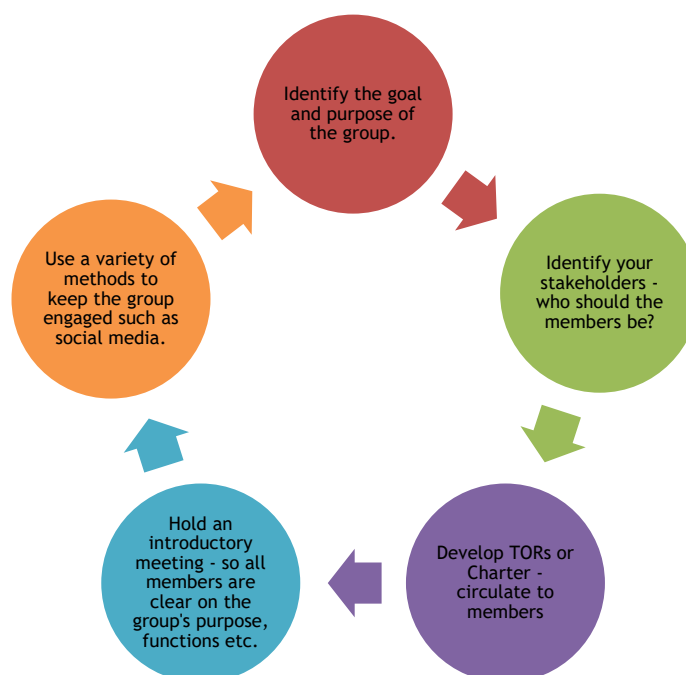 Identify the goal
and purpose of
the group.
Identify your
stakeholders -
who should the
members be?
Develop TORs or
Charter -
circulate to
members
Hold an
introductory
meeting - so all
members are
clear on the
group's purpose,
functions etc.
Use a variety of
methods to
keep the group
engaged such as
social media.